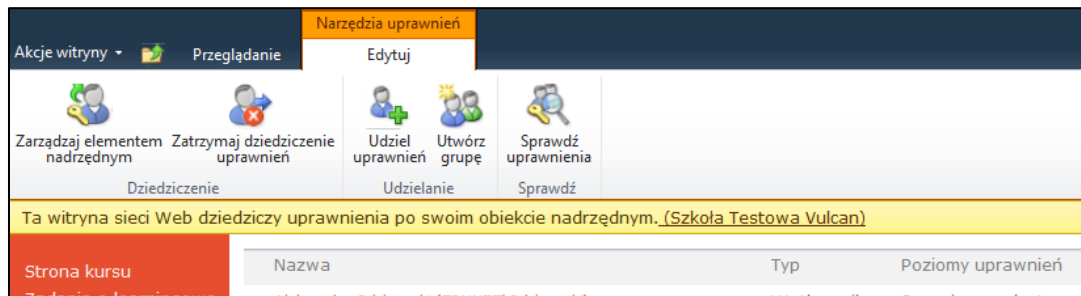 Narzędzia uprawnień
Akcje witryny
Przeglądanie
Edytuj
Zarządzaj elementem nadrzędnym
Zatrzymaj dziedziczenie uprawnień
Udziel uprawnień
Utwórz grupę
Sprawdź uprawnienia
Dziedziczenie
Udzielanie
Sprawdź
Ta witryna sieci Web dziedziczy uprawnienia po swoim obiekcie nadrzędnym. (Szkoła Testowa Vulcan)
Strona kursu
Nazwa
Typ
Poziomy uprawnień